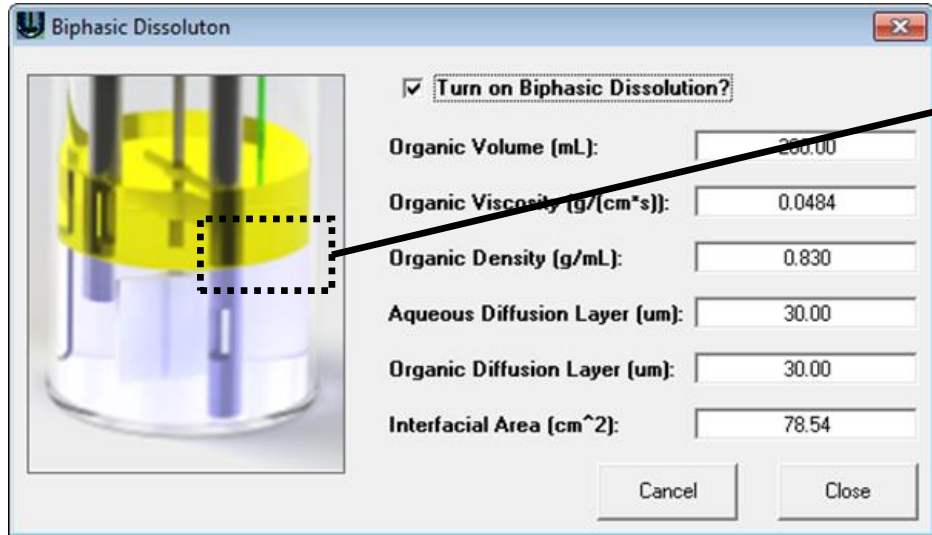 Biphasic Dissoluton
Turn on Biphasic Dissolution?
Organic Volume (mL): 200.00
Organic Viscosity (g/(cm*s)): 0.0484
Organic Density (g/mL): 0.830
Aqueous Diffusion Layer (um): 30.00
Organic Diffusion Layer (um): 30.00
Interfacial Area (cm^2): 78.54
Cancel Close